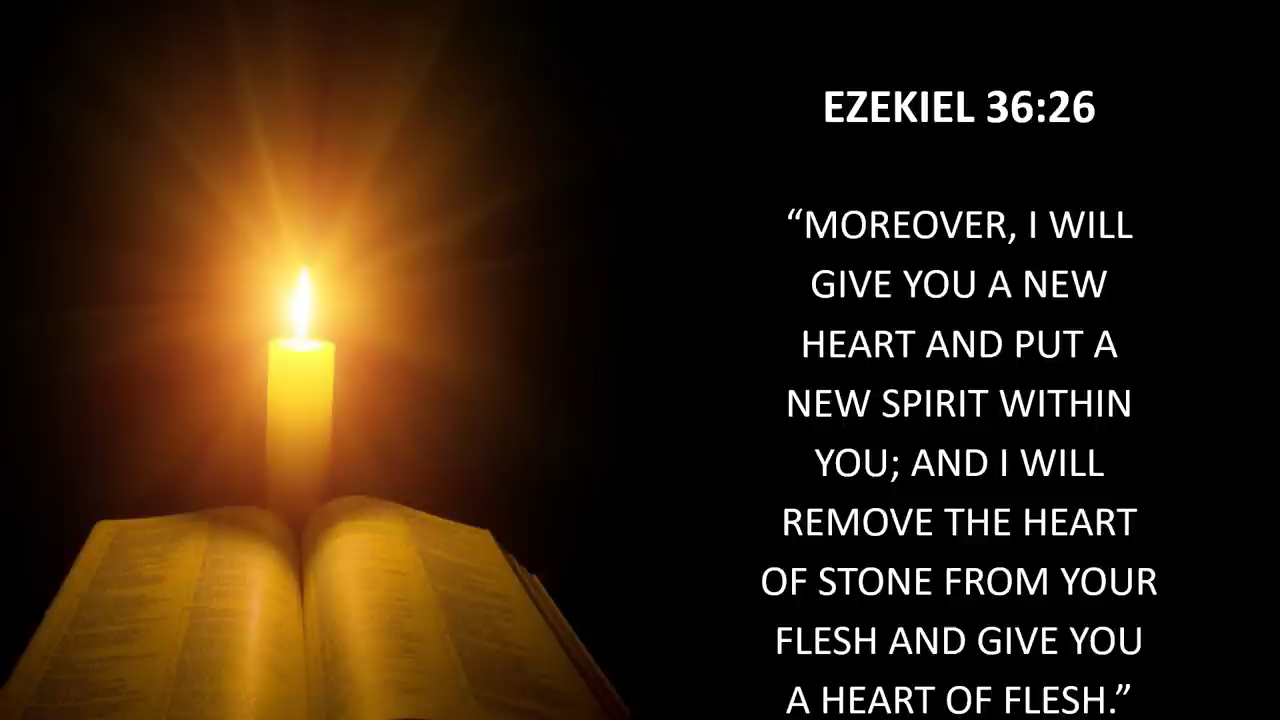 EZEKIEL 36:26
“MOREOVER, I WILL
GIVE YOU A NEW
HEART AND PUT A
NEW SPIRIT WITHIN
YOU; AND I WILL
REMOVE THE HEART
OF STONE FROM YOUR
FLESH AND GIVE YOU
A HEART OF FLESH.”